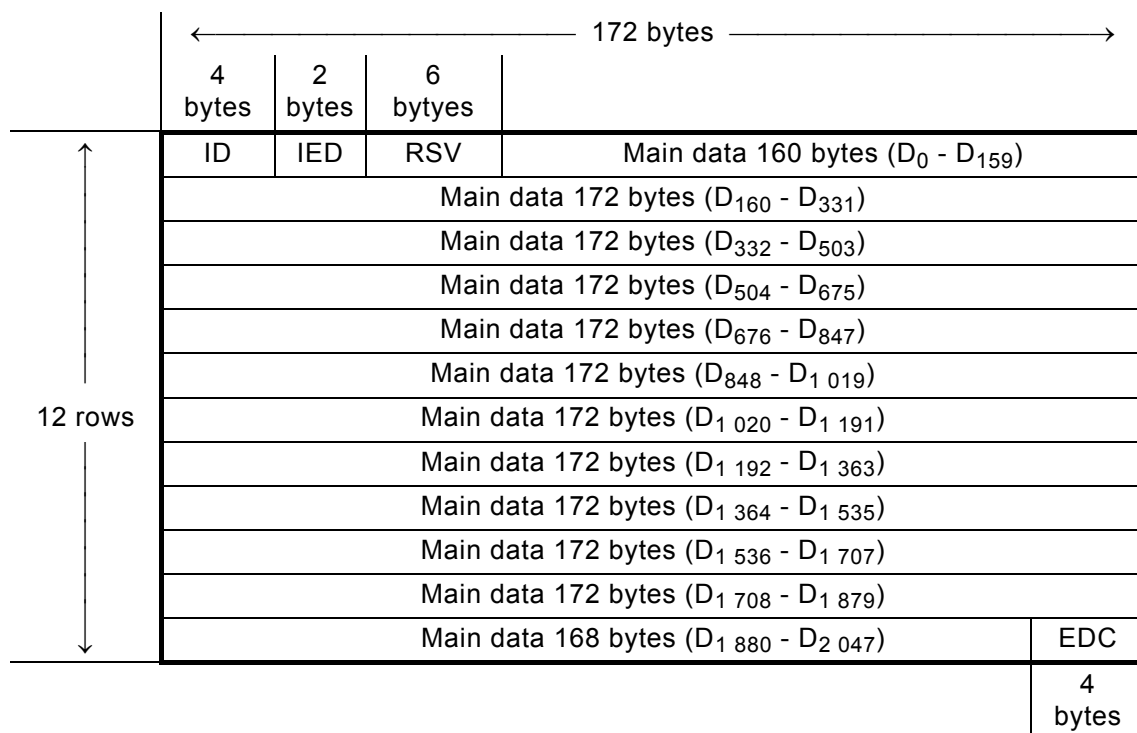 172 bytes
4 bytes 2 bytes 6 bytyes
ID IED RSV Main data 160 bytes (D0 - D159)
Main data 172 bytes (D160 - D331)
Main data 172 bytes (D332 - D503)
Main data 172 bytes (D504 - D675)
Main data 172 bytes (D676 - D847)
Main data 172 bytes (D848 - D1 019)
12 rows Main data 172 bytes (D1 020 - D1 191)
Main data 172 bytes (D1 192 - D1 363)
Main data 172 bytes (D1 364 - D1 535)
Main data 172 bytes (D1 536 - D1 707)
Main data 172 bytes (D1 708 - D1 879)
Main data 168 bytes (D1 880 - D2 047) EDC
4
bytes